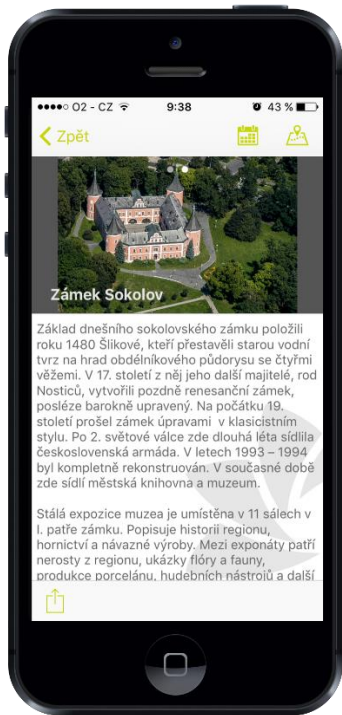 O2 - CZ 9:38 43 %
Zpět
Zámek Sokolov
Základ dnešního sokolovského zámku položili
roku 1480 Šlikové, kteří přestavěli starou vodní
tvrz na hrad obdélníkového půdorysu se čtyřmi
věžemi. V 17. století z něj jeho další majitelé, rod
Nosticů, vytvořili pozdně renesanční zámek,
posléze barokně upravený. Na počátku 19.
století prošel zámek úpravami v klasicistním
stylu. Po 2. světové válce zde dlouhá léta sídlila
československá armáda. V letech 1993 – 1994
byl kompletně rekonstruován. V současné době
zde sídlí městská knihovna a muzeum.
Stálá expozice muzea je umístěna v 11 sálech v
I. patře zámku. Popisuje historii regionu,
hornictví a návazné výroby. Mezi exponáty patří
nerosty z regionu, ukázky flóry a fauny,
produkce porcelánu, hudebních nástrojů a další